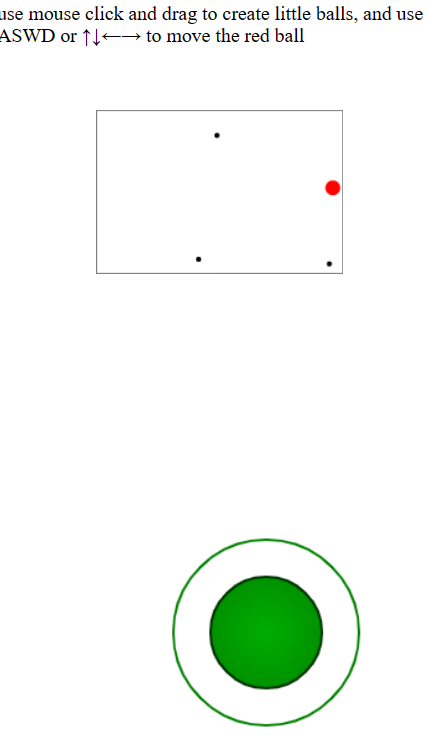 use mouse click and drag to create little balls, and use
ASWD or ↑↓←→ to move the red ball